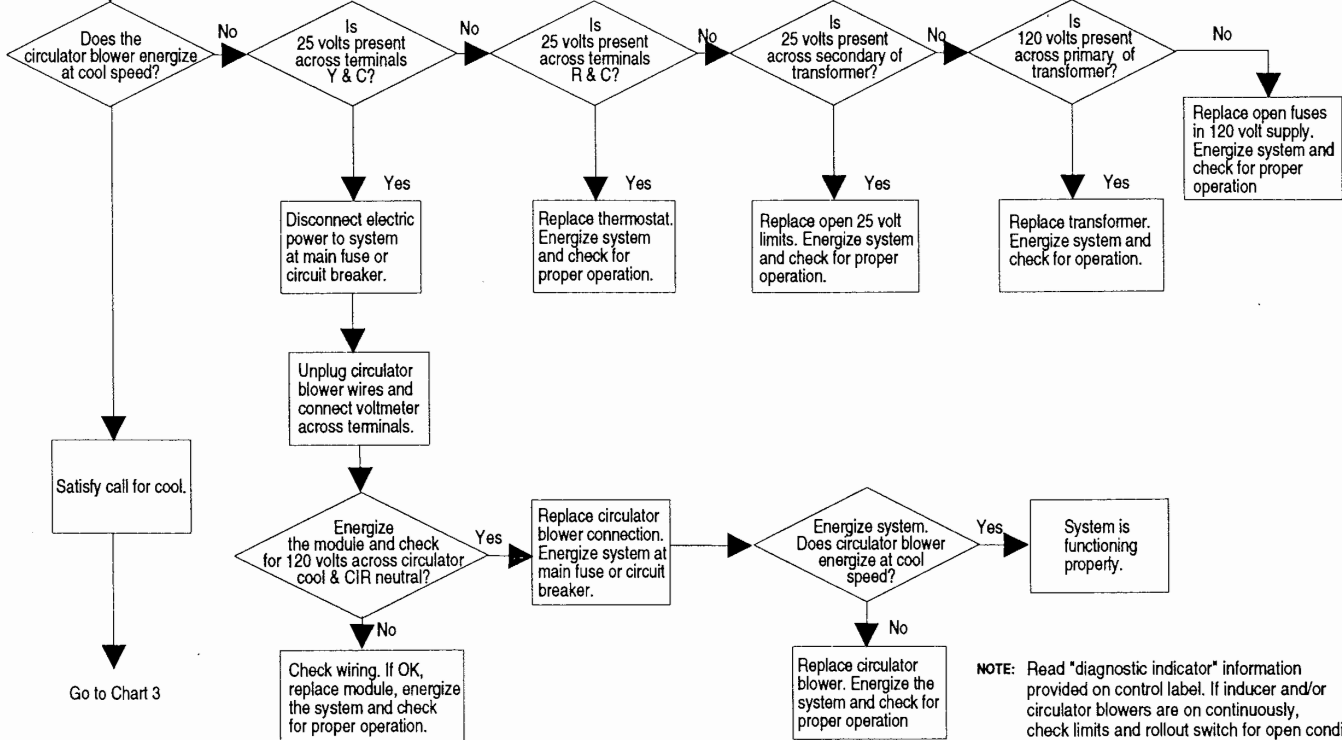 Does the
circulator blower energize
at cool speed?
No
Is
25 volts present
across terminals
Y & C?
No
Is
25 volts present
across terminals
R & C?
No
Is
25 volts present
across secondary of
transformer?
No
Is
120 volts present
across primary of
transformer?
No
Replace open fuses
in 120 volt supply.
Energize system and
check for proper
operation
Yes
Disconnect electric
power to system
at main fuse or
circuit breaker.
Yes
Replace thermostat.
Energize system
and check for
proper operation.
Yes
Replace open 25 volt
limits. Energize system
and check for proper
operation.
Yes
Replace transformer.
Energize system and
check for operation.
Unplug circulator
blower wires and
connect voltmeter
across terminals.
Satisfy call for cool.
Go to Chart 3
Energize
the module and check
for 120 volts across circulator
cool & CIR neutral?
Yes
Replace circulator
blower connection.
Energize system at
main fuse or circuit
breaker.
Energize system.
Does circulator blower
energize at cool
speed?
Yes
System is
functioning
property.
No
Check wiring. If OK,
replace module, energize
the system and check
for proper operation.
No
Replace circulator
blower. Energize the
system and check for
proper operation
NOTE: Read "diagnostic indicator" information
provided on control label. If inducer and/or
circulator blowers are on continuously,
check limits and rollout switch for open condi